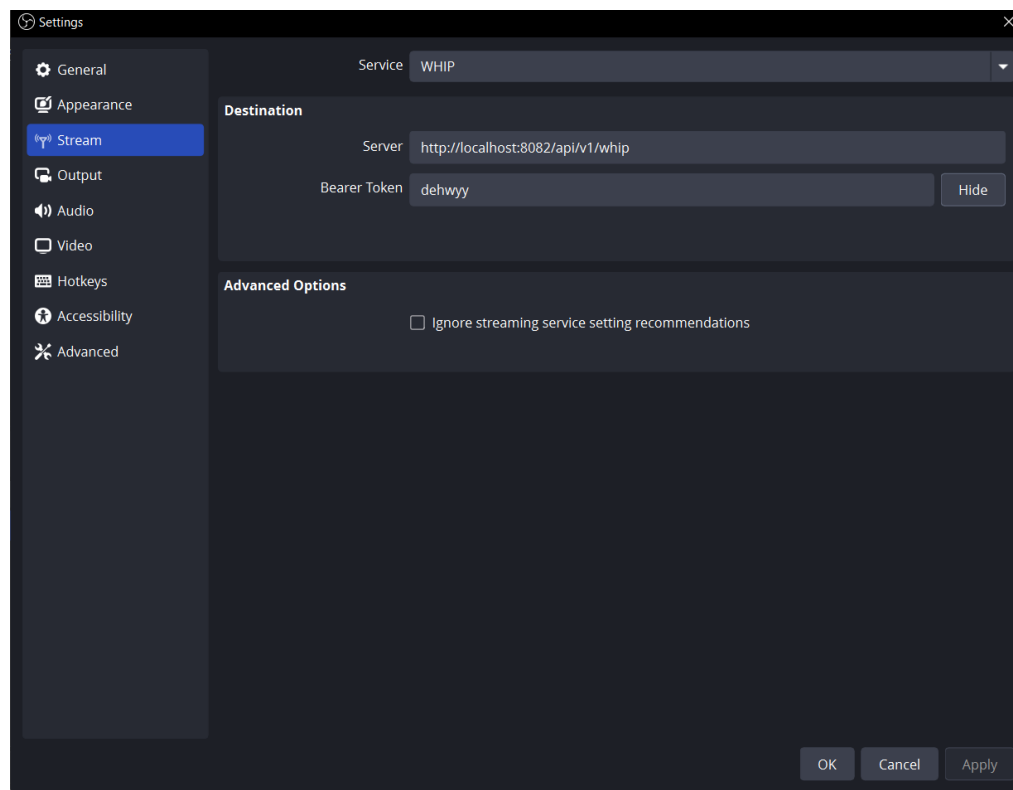 Settings
General
Appearance
Stream
Output
Audio
Video
Hotkeys
Accessibility
Advanced
Service WHIP
Destination
Server http://localhost:8082/api/v1/whip
Bearer Token dehwyy Hide
Advanced Options
Ignore streaming service setting recommendations
OK Cancel Apply